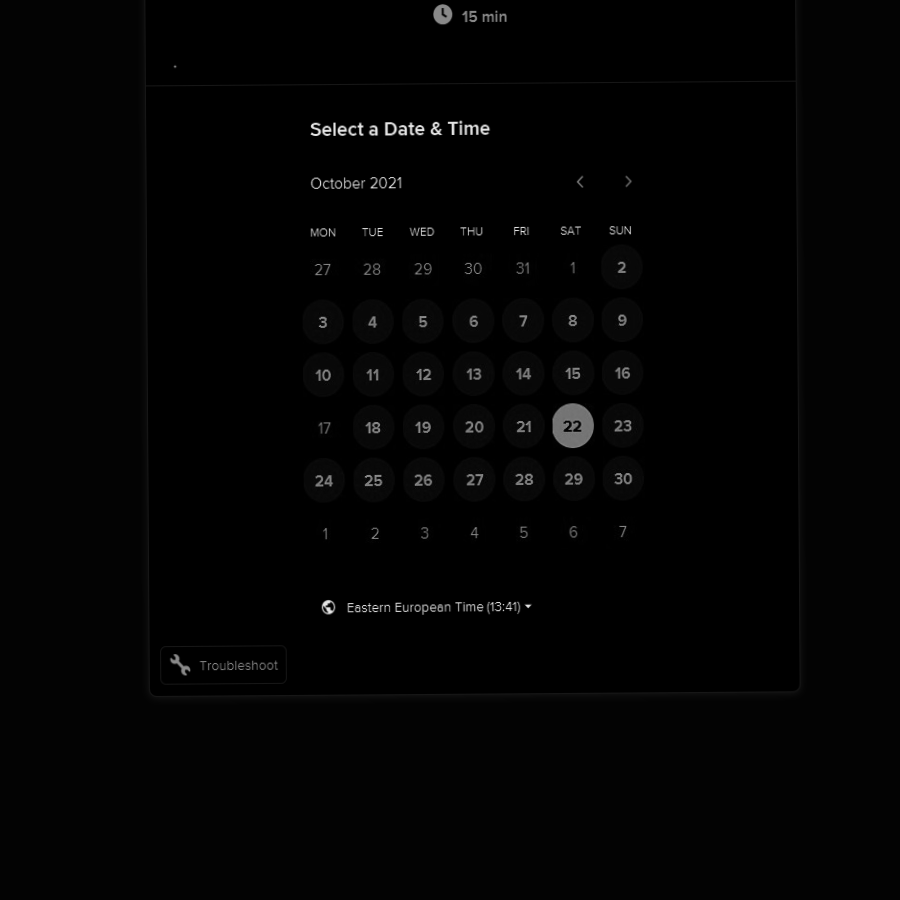 15 min
.
Select a Date & Time
October 2021
MON TUE WED THU FRI SAT SUN
27 28 29 30 31 1 2
3 4 5 6 7 8 9
10 11 12 13 14 15 16
17 18 19 20 21 22 23
24 25 26 27 28 29 30
1 2 3 4 5 6 7
Eastern European Time (13:41)
Troubleshoot